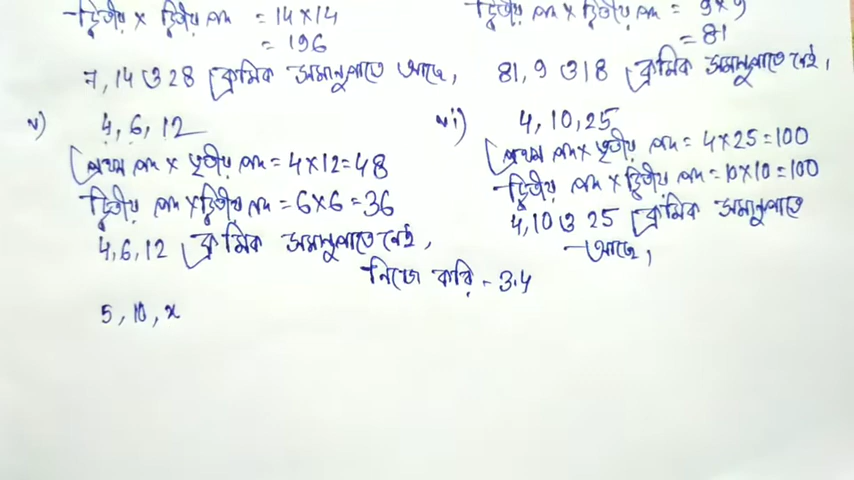 দ্বিতীয় পদ × দ্বিতীয় পদ = 14×14
= 196
7, 14 ও 28 ক্রমিক সমানুপাতে আছে,
দ্বিতীয় পদ × দ্বিতীয় পদ = 9×9
= 81
81, 9 ও 18 ক্রমিক সমানুপাতে নেই।
v) 4, 6, 12
প্রথম পদ × তৃতীয় পদ = 4×12=48
দ্বিতীয় পদ × দ্বিতীয় পদ = 6×6=36
4, 6, 12 ক্রমিক সমানুপাতে নেই,
vi) 4, 10, 25
প্রথম পদ × তৃতীয় পদ = 4×25=100
দ্বিতীয় পদ × দ্বিতীয় পদ = 10×10=100
4, 10 ও 25 ক্রমিক সমানুপাতে
আছে,
নিজে করি - 3.4
5, 10, x